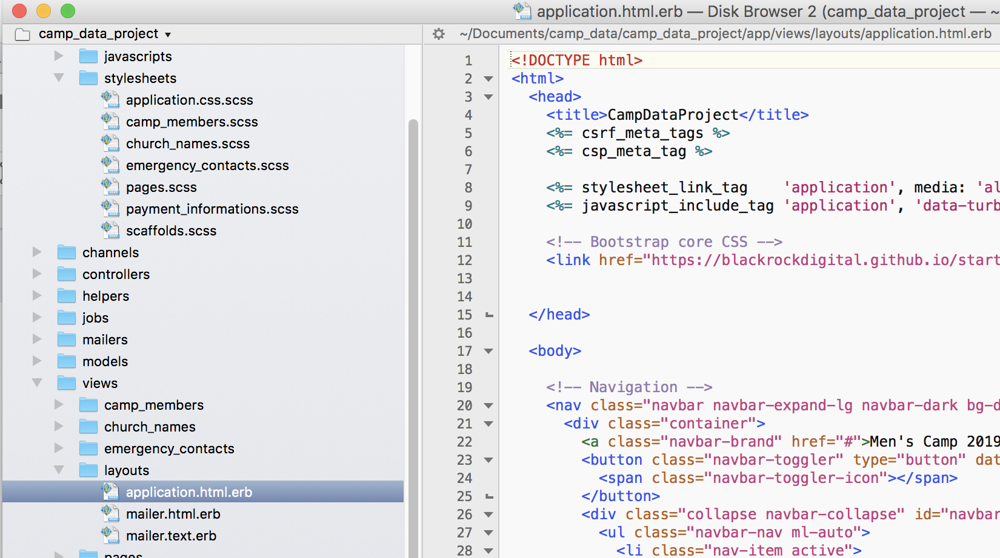 application.html.erb — Disk Browser 2 (camp_data_project — ~
camp_data_project
~/Documents/camp_data/camp_data_project/app/views/layouts/application.html.erb
javascripts
stylesheets
application.css.scss
camp_members.scss
church_names.scss
emergency_contacts.scss
pages.scss
payment_informations.scss
scaffolds.scss
channels
controllers
helpers
jobs
mailers
models
views
camp_members
church_names
emergency_contacts
layouts
application.html.erb
mailer.html.erb
mailer.text.erb
pages
1 <!DOCTYPE html>
2 <html>
3 <head>
4 <title>CampDataProject</title>
5 <%= csrf_meta_tags %>
6 <%= csp_meta_tag %>
7
8 <%= stylesheet_link_tag    'application', media: 'al
9 <%= javascript_include_tag 'application', 'data-turb
10
11 <!-- Bootstrap core CSS -->
12 <link href="https://blackrockdigital.github.io/start
13
14
15 </head>
16
17 <body>
18
19 <!-- Navigation -->
20 <nav class="navbar navbar-expand-lg navbar-dark bg-d
21 <div class="container">
22 <a class="navbar-brand" href="#">Men's Camp 2019
23 <button class="navbar-toggler" type="button" dat
24 <span class="navbar-toggler-icon"></span>
25 </button>
26 <div class="collapse navbar-collapse" id="navbar
27 <ul class="navbar-nav ml-auto">
28 <li class="nav-item active">